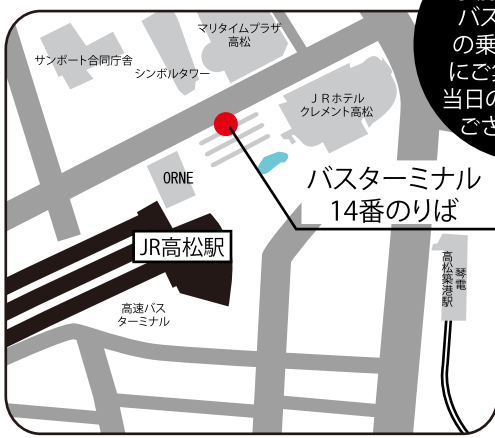 マリタイムプラザ
高松
サンポート合同庁舎
シンボルタワー
バス
の乗
にご
当日の
ござ
JRホテル
クレメント高松
ORNE
バスターミナル
14番のりば
JR高松駅
高速バス
ターミナル
琴電
高松築港駅